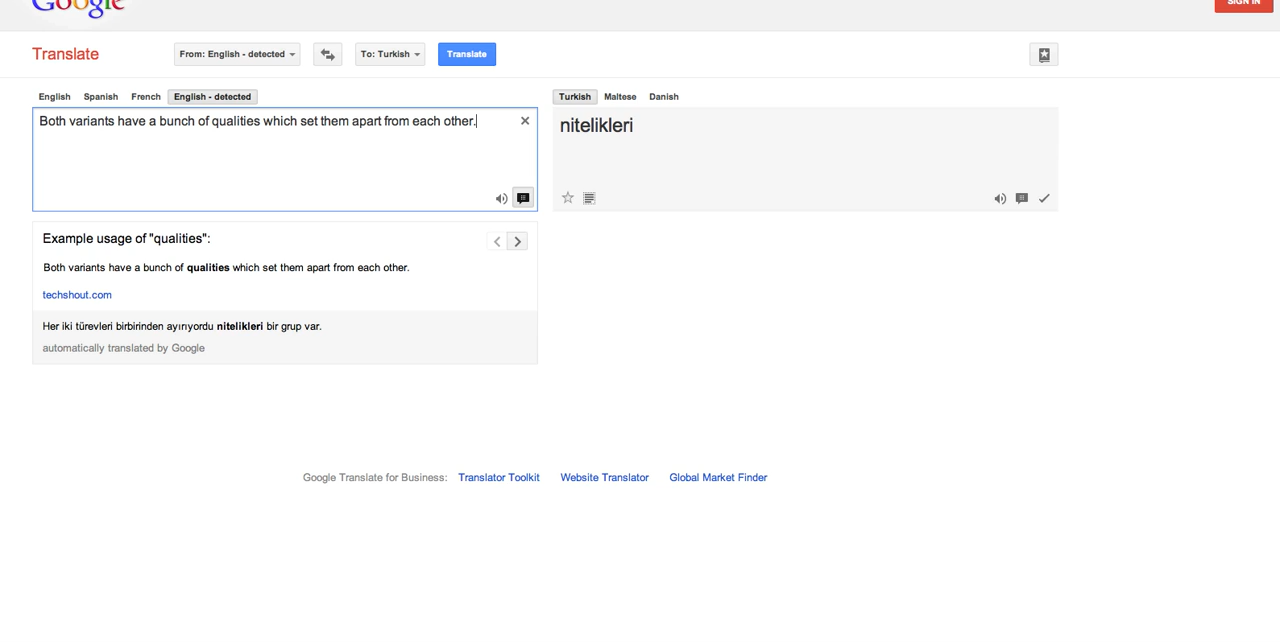 Google
SIGN IN
Translate
From: English - detected
To: Turkish
Translate
English Spanish French English - detected
Turkish Maltese Danish
Both variants have a bunch of qualities which set them apart from each other.
nitelikleri
Example usage of "qualities":
Both variants have a bunch of qualities which set them apart from each other.
techshout.com
Her iki türevleri birbirinden ayırıyordu nitelikleri bir grup var.
automatically translated by Google
Google Translate for Business: Translator Toolkit Website Translator Global Market Finder